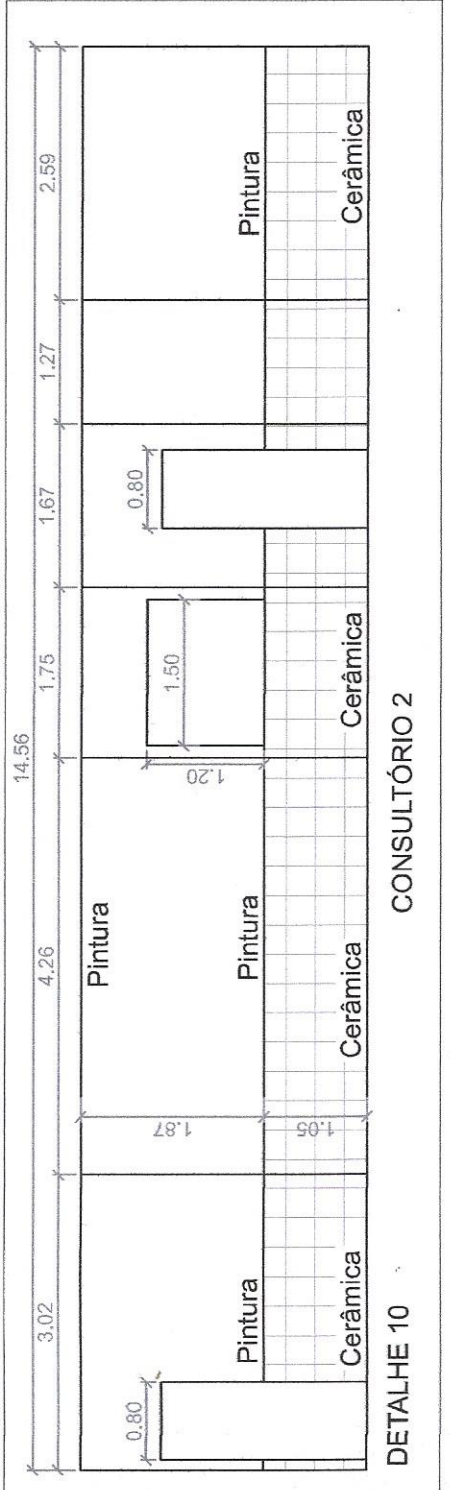 14.56
3.02
4.26
1.75
1.67
1.27
2.59
0.80
1.50
0.80
1.20
1.87
1.05
Pintura
Pintura
Pintura
Pintura
Cerâmica
Cerâmica
Cerâmica
Cerâmica
DETALHE 10
CONSULTÓRIO 2